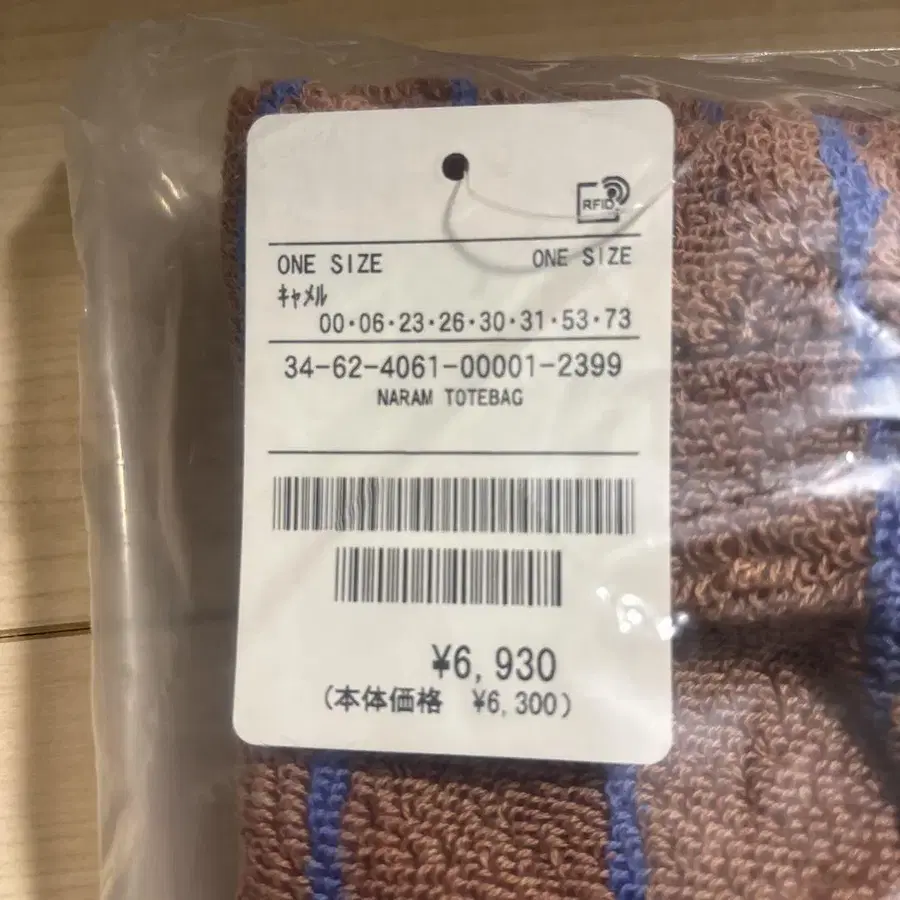 RFID
ONE SIZE ONE SIZE
ｷｬﾒﾙ
00・06・23・26・30・31・53・73
34-62-4061-00001-2399
NARAM TOTEBAG
¥6,930
(本体価格 ¥6,300)